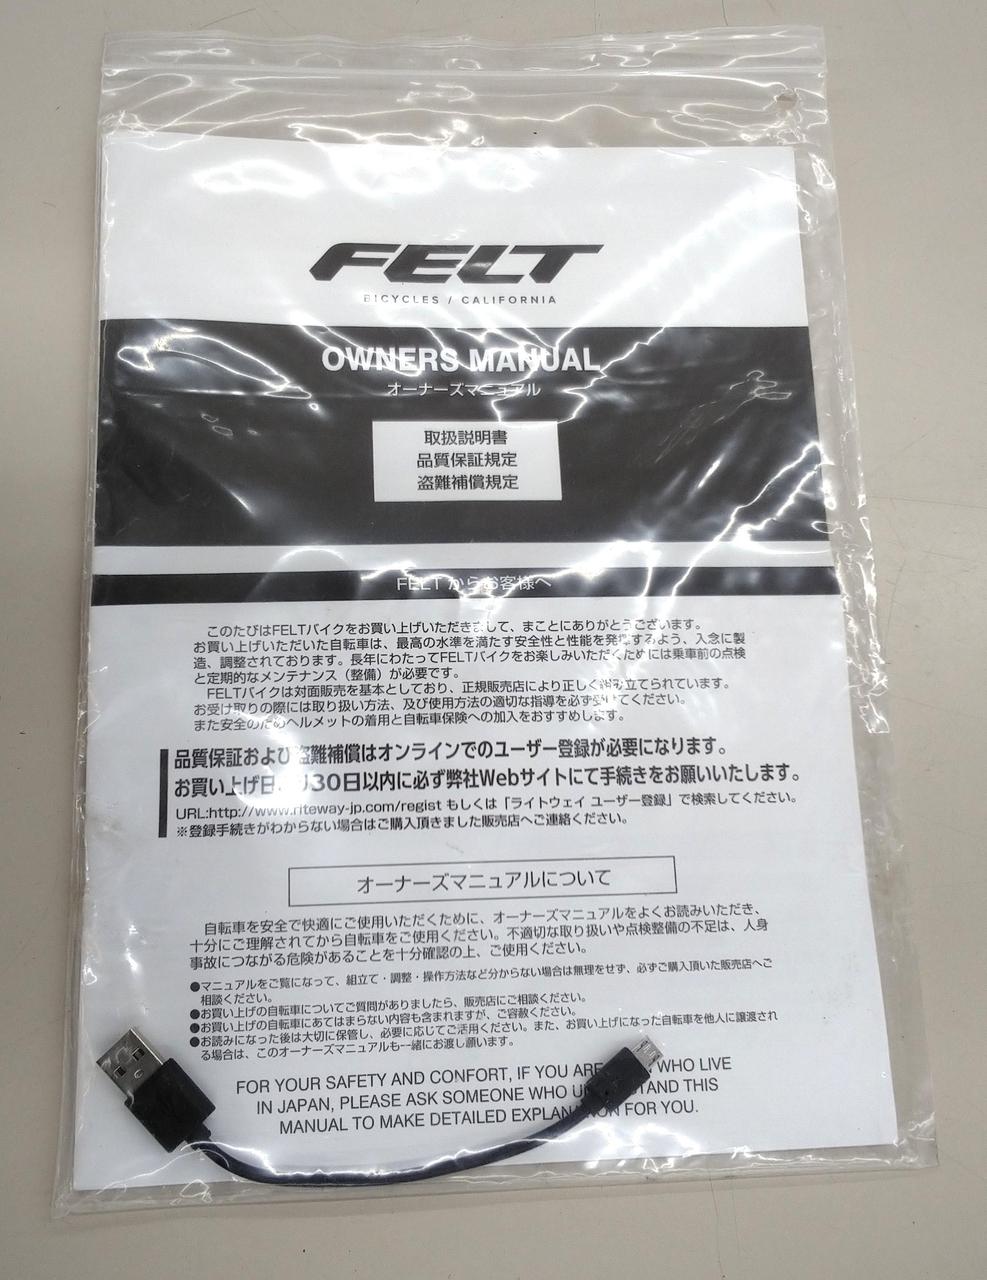 FELT
BICYCLES / CALIFORNIA
OWNERS MANUAL
オーナーズマニュアル
取扱説明書
品質保証規定
盗難補償規定
FELT からお客様へ
このたびはFELTバイクをお買い上げいただきまして、まことにありがとうございます。
お買い上げいただいた自転車は、最高の水準を満たす安全性と性能を発揮するよう、入念に製
造、調整されております。長年にわたってFELTバイクをお楽しみいただくためには乗車前の点検
と定期的なメンテナンス（整備）が必要です。
FELTバイクは対面販売を基本としており、正規販売店により正しく組み立てられています。
お受け取りの際には取り扱い方法、及び使用方法の適切な指導を必ず受けてください。
また安全のためヘルメットの着用と自転車保険への加入をおすすめします。
品質保証および盗難補償はオンラインでのユーザー登録が必要になります。
お買い上げ日より30日以内に必ず弊社Webサイトにて手続きをお願いいたします。
URL:http://www.riteway-jp.com/regist もしくは「ライトウェイ ユーザー登録」で検索してください。
※登録手続きがわからない場合はご購入頂きました販売店へご連絡ください。
オーナーズマニュアルについて
自転車を安全で快適にご使用いただくために、オーナーズマニュアルをよくお読みいただき、
十分にご理解されてから自転車をご使用ください。不適切な取り扱いや点検整備の不足は、人身
事故につながる危険があることを十分確認の上、ご使用ください。
●マニュアルをご覧になって、組立て・調整・操作方法など分からない場合は無理をせず、必ずご購入頂いた販売店へご
相談ください。
●お買い上げの自転車についてご質問がありましたら、販売店にご相談ください。
●お買い上げの自転車にあてはまらない内容も含まれますが、ご容赦ください。
●お読みになった後は大切に保管し、必要に応じてご活用ください。また、お買い上げになった自転車を他人に譲渡され
る場合は、このオーナーズマニュアルも一緒にお渡し願います。
FOR YOUR SAFETY AND CONFORT, IF YOU ARE WHO LIVE
IN JAPAN, PLEASE ASK SOMEONE WHO UNDERSTAND THIS
MANUAL TO MAKE DETAILED EXPLANATION FOR YOU.